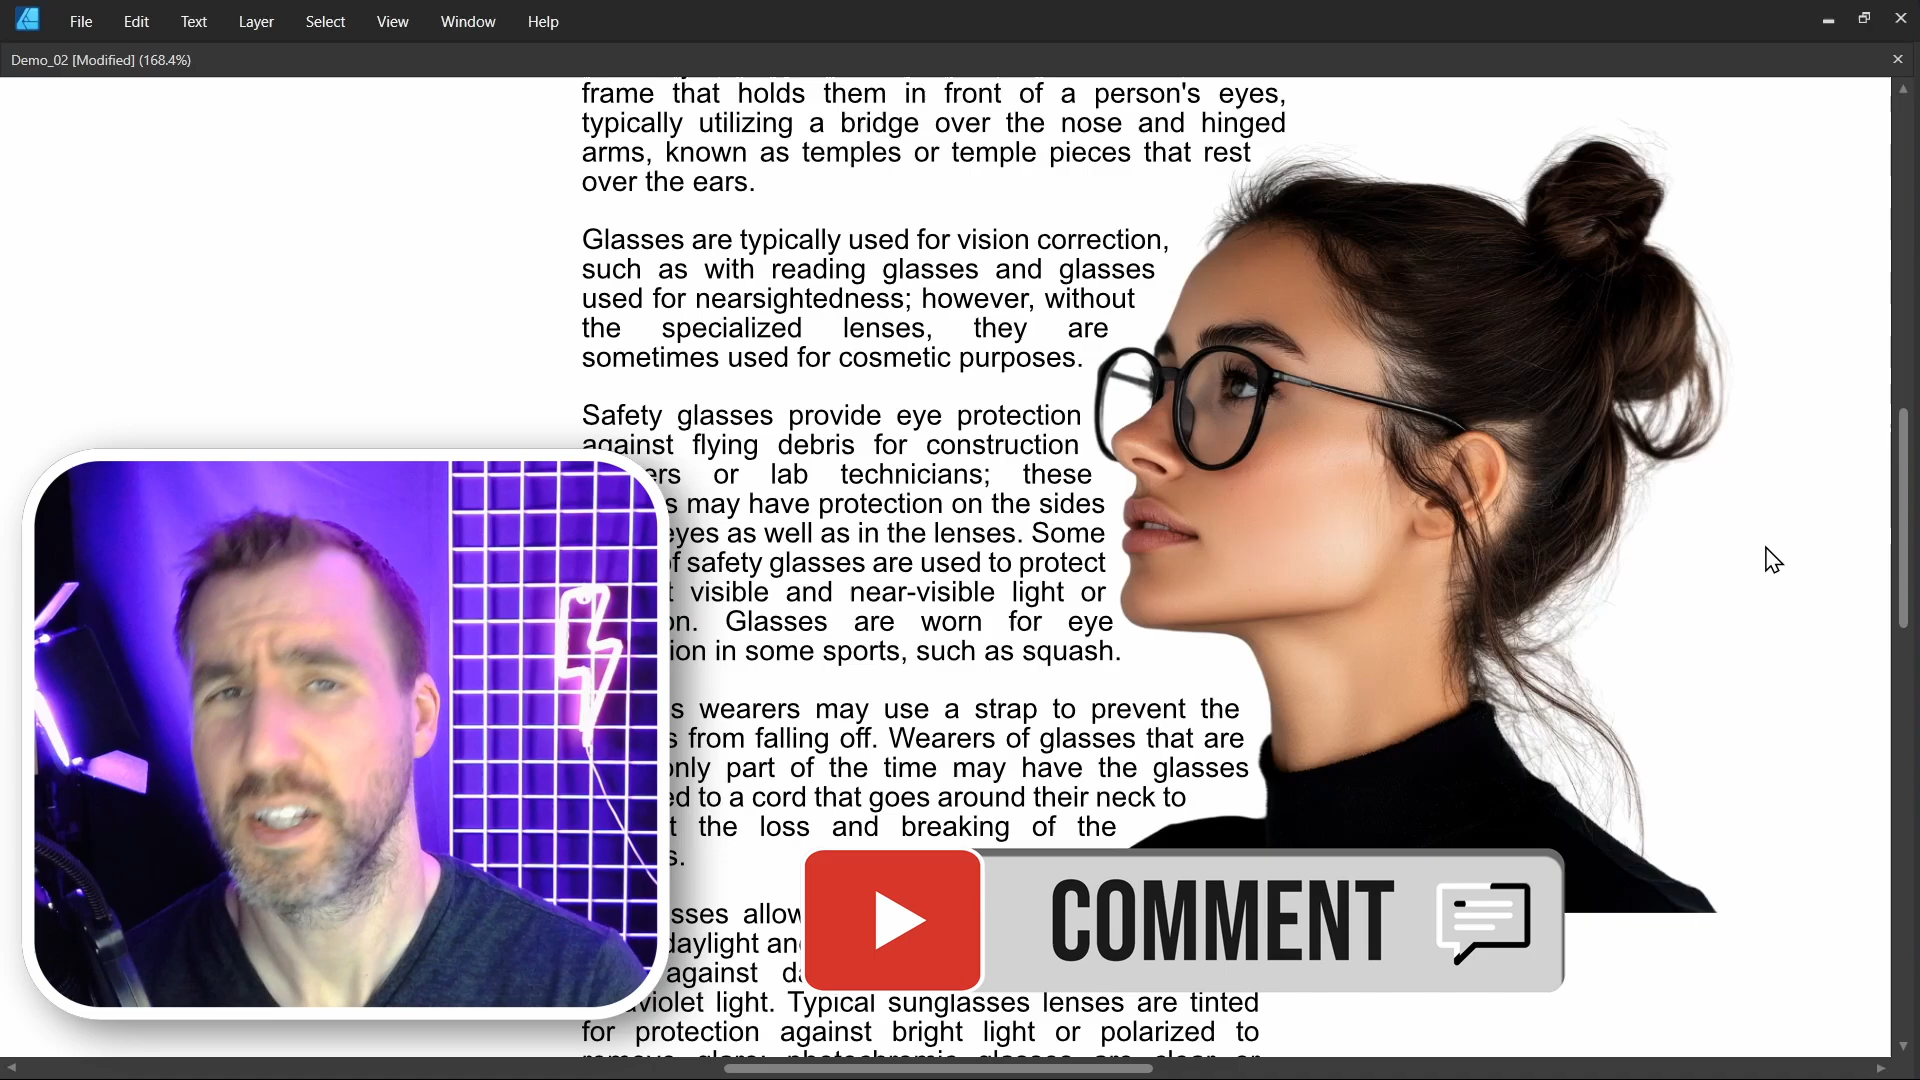 File Edit Text Layer Select View Window Help
Demo_02 [Modified] (168.4%)
frame that holds them in front of a person's eyes,
typically utilizing a bridge over the nose and hinged
arms, known as temples or temple pieces that rest
over the ears.
Glasses are typically used for vision correction,
such as with reading glasses and glasses
used for nearsightedness; however, without
the specialized lenses, they are
sometimes used for cosmetic purposes.
Safety glasses provide eye protection
against flying debris for construction
or lab technicians; these
may have protection on the sides
eyes as well as in the lenses. Some
safety glasses are used to protect
visible and near-visible light or
Glasses are worn for eye
in some sports, such as squash.
wearers may use a strap to prevent the
from falling off. Wearers of glasses that are
only part of the time may have the glasses
to a cord that goes around their neck to
the loss and breaking of the
allow
daylight and
against
light. Typical sunglasses lenses are tinted
for protection against bright light or polarized to
remove glare; photochromic glasses are clear or
COMMENT